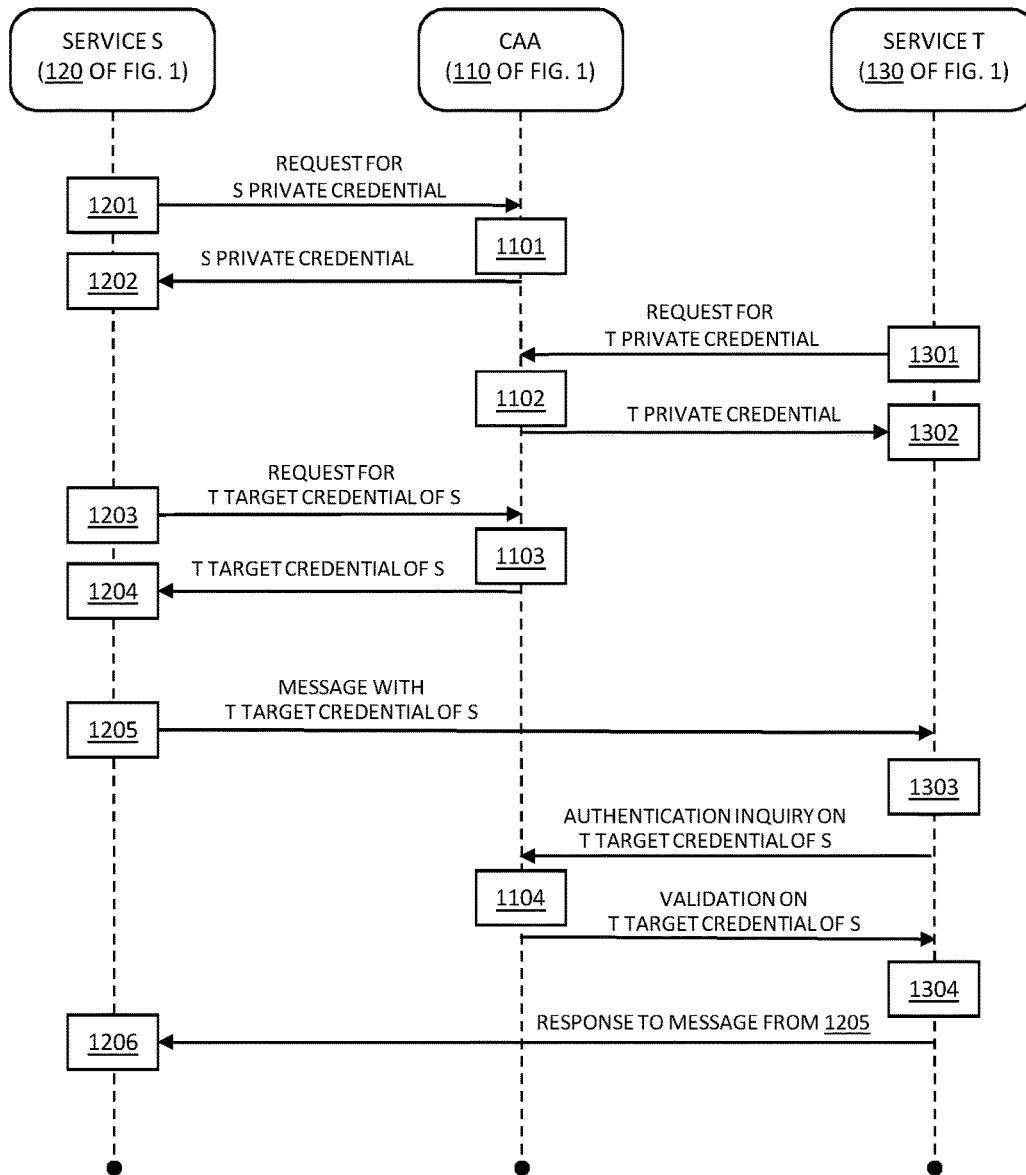 SERVICE S
(120 OF FIG. 1)
CAA
(110 OF FIG. 1)
SERVICE T
(130 OF FIG. 1)
REQUEST FOR
S PRIVATE CREDENTIAL
1201
1101
S PRIVATE CREDENTIAL
1202
REQUEST FOR
T PRIVATE CREDENTIAL
1301
1102
T PRIVATE CREDENTIAL
1302
REQUEST FOR
T TARGET CREDENTIAL OF S
1203
1103
T TARGET CREDENTIAL OF S
1204
MESSAGE WITH
T TARGET CREDENTIAL OF S
1205
1303
AUTHENTICATION INQUIRY ON
T TARGET CREDENTIAL OF S
1104
VALIDATION ON
T TARGET CREDENTIAL OF S
1304
RESPONSE TO MESSAGE FROM 1205
1206